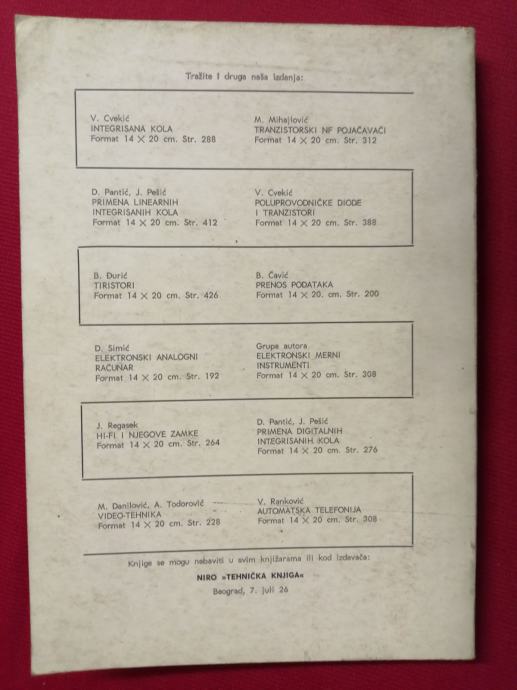 Tražite i druga naša izdanja:
V. Cvekić
INTEGRISANA KOLA
Format 14 X 20 cm. Str. 288
M. Mihajlović
TRANZISTORSKI NF POJAČAVAČI
Format 14 X 20 cm. Str. 312
D. Pantić, J. Pešić
PRIMENA LINEARNIH
INTEGRISANIH KOLA
Format 14 X 20 cm. Str. 412
V. Cvekić
POLUPROVODNIČKE DIODE
I TRANZISTORI
Format 14 X 20 cm. Str. 388
B. Đurić
TIRISTORI
Format 14 X 20 cm. Str. 426
B. Čavić
PRENOS PODATAKA
Format 14 X 20. cm. Str. 200
D. Simić
ELEKTRONSKI ANALOGNI
RAČUNAR
Format 14 X 20 cm. Str. 192
Grupa autora
ELEKTRONSKI MERNI
INSTRUMENTI
Format 14 X 20 cm. Str. 308
J. Regasek
HI-FI I NJEGOVE ZAMKE
Format 14 X 20 cm. Str. 264
D. Pantić, J. Pešić
PRIMENA DIGITALNIH
INTEGRISANIH KOLA
Format 14 X 20 cm. Str. 276
M. Danilović, A. Todorović
VIDEO-TEHNIKA
Format 14 X 20 cm. Str. 228
V. Ranković
AUTOMATSKA TELEFONIJA
Format 14 X 20 cm. Str. 308
Knjige se mogu nabaviti u svim knjižarama ili kod izdavača:
NIRO »TEHNIČKA KNJIGA«
Beograd, 7. juli 26